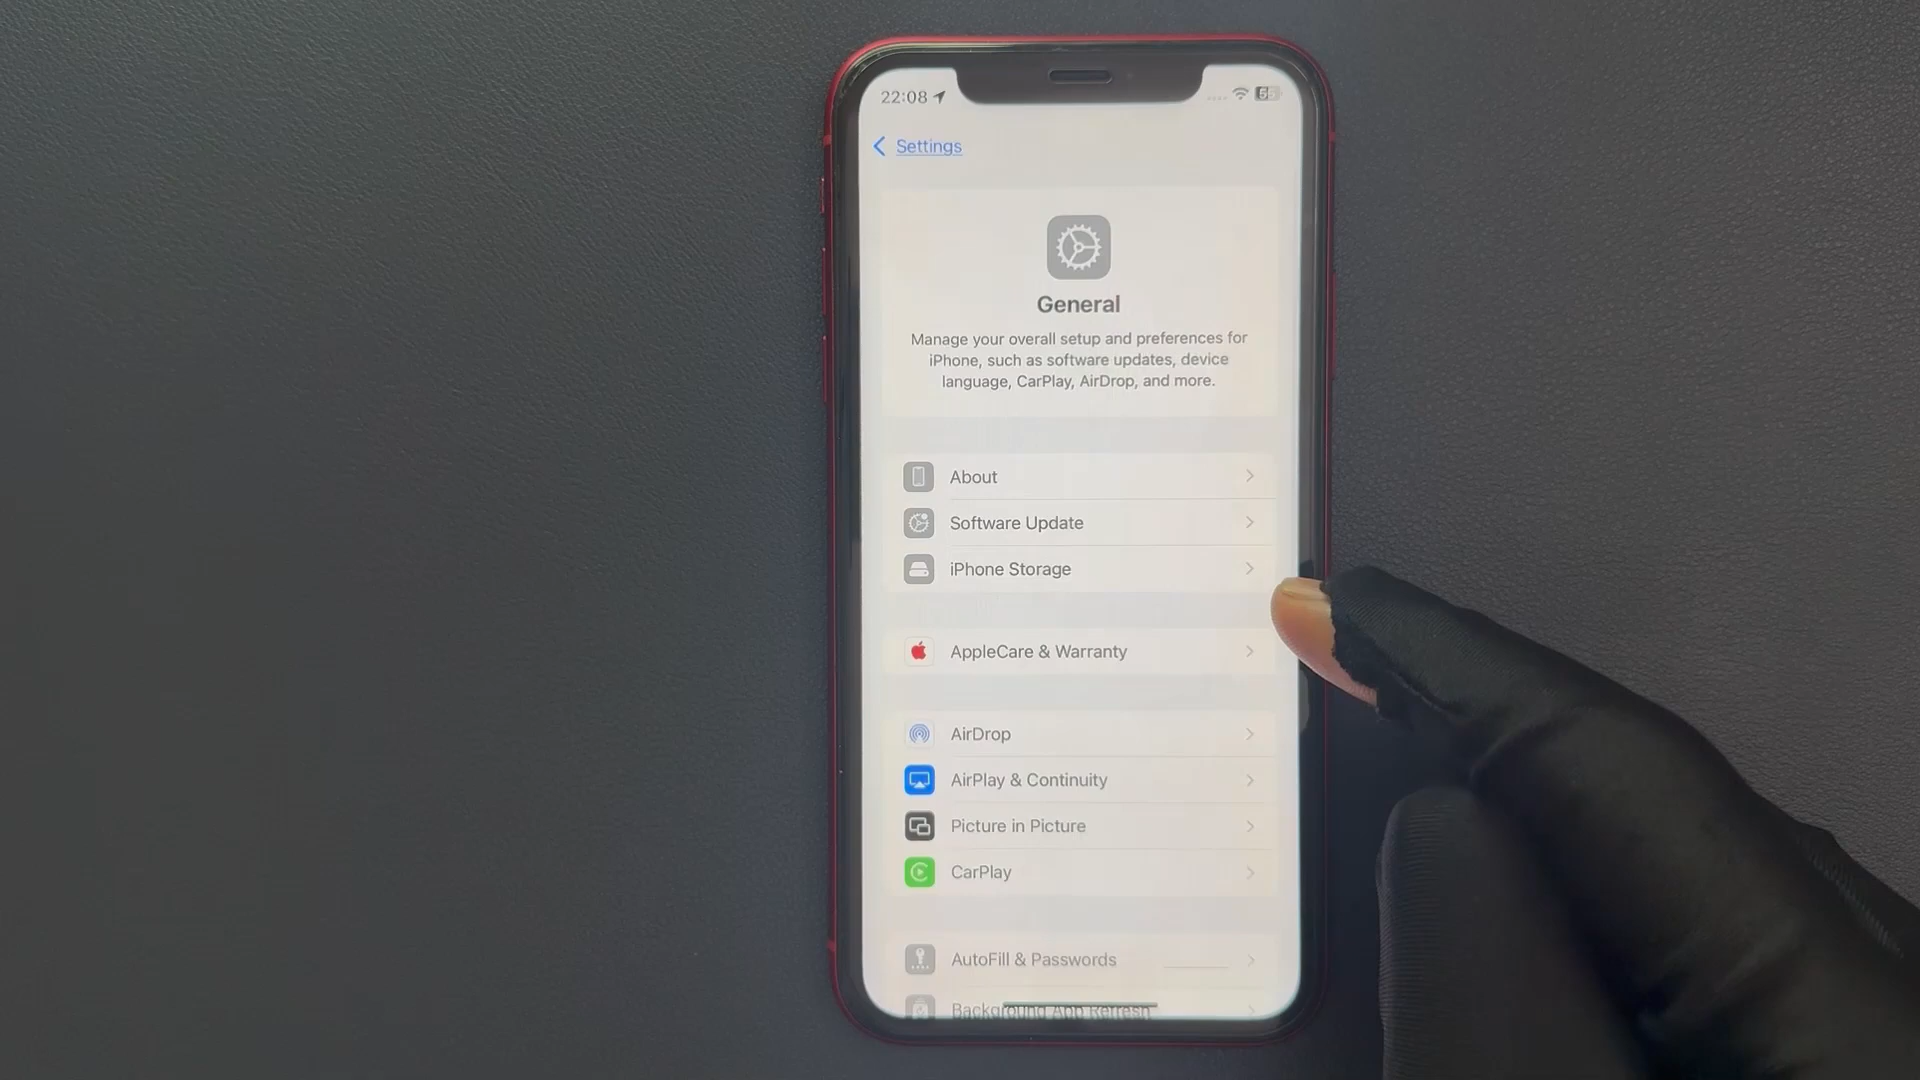 22:08
Settings
General
Manage your overall setup and preferences for
iPhone, such as software updates, device
language, CarPlay, AirDrop, and more.
About
Software Update
iPhone Storage
AppleCare & Warranty
AirDrop
AirPlay & Continuity
Picture in Picture
CarPlay
AutoFill & Passwords
Background App Refresh